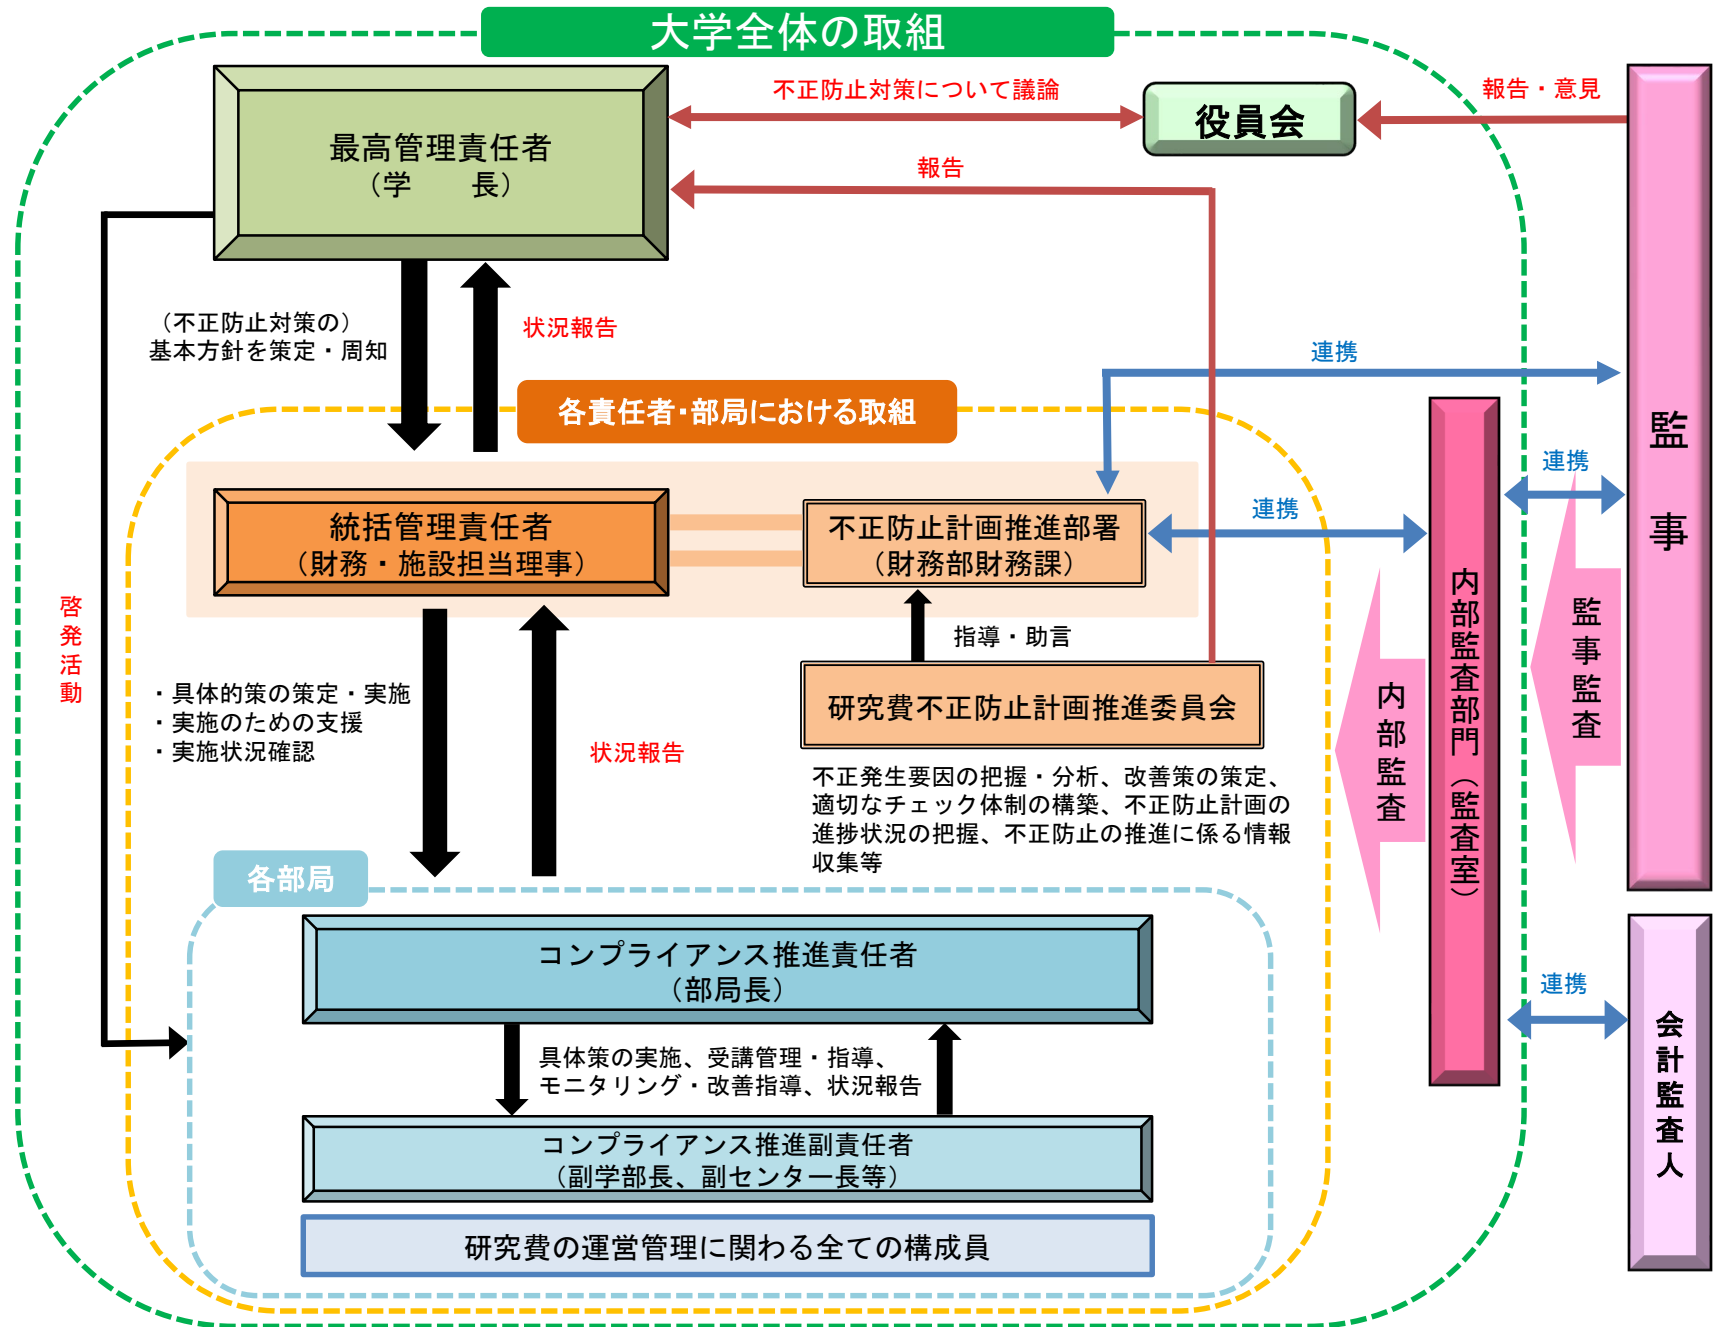 大学全体の取組
最高管理責任者
（学　　長）
不正防止対策について議論
役員会
報告・意見
報告
（不正防止対策の）
基本方針を策定・周知
状況報告
連携
各責任者・部局における取組
監事
連携
統括管理責任者
（財務・施設担当理事）
不正防止計画推進部署
（財務部財務課）
連携
内部監査部門（監査室）
監事監査
内部監査
啓発活動
指導・助言
研究費不正防止計画推進委員会
・具体的策の策定・実施
・実施のための支援
・実施状況確認
状況報告
不正発生要因の把握・分析、改善策の策定、
適切なチェック体制の構築、不正防止計画の
進捗状況の把握、不正防止の推進に係る情報
収集等
各部局
コンプライアンス推進責任者
（部局長）
連携
会計監査人
具体策の実施、受講管理・指導、
モニタリング・改善指導、状況報告
コンプライアンス推進副責任者
（副学部長、副センター長等）
研究費の運営管理に関わる全ての構成員